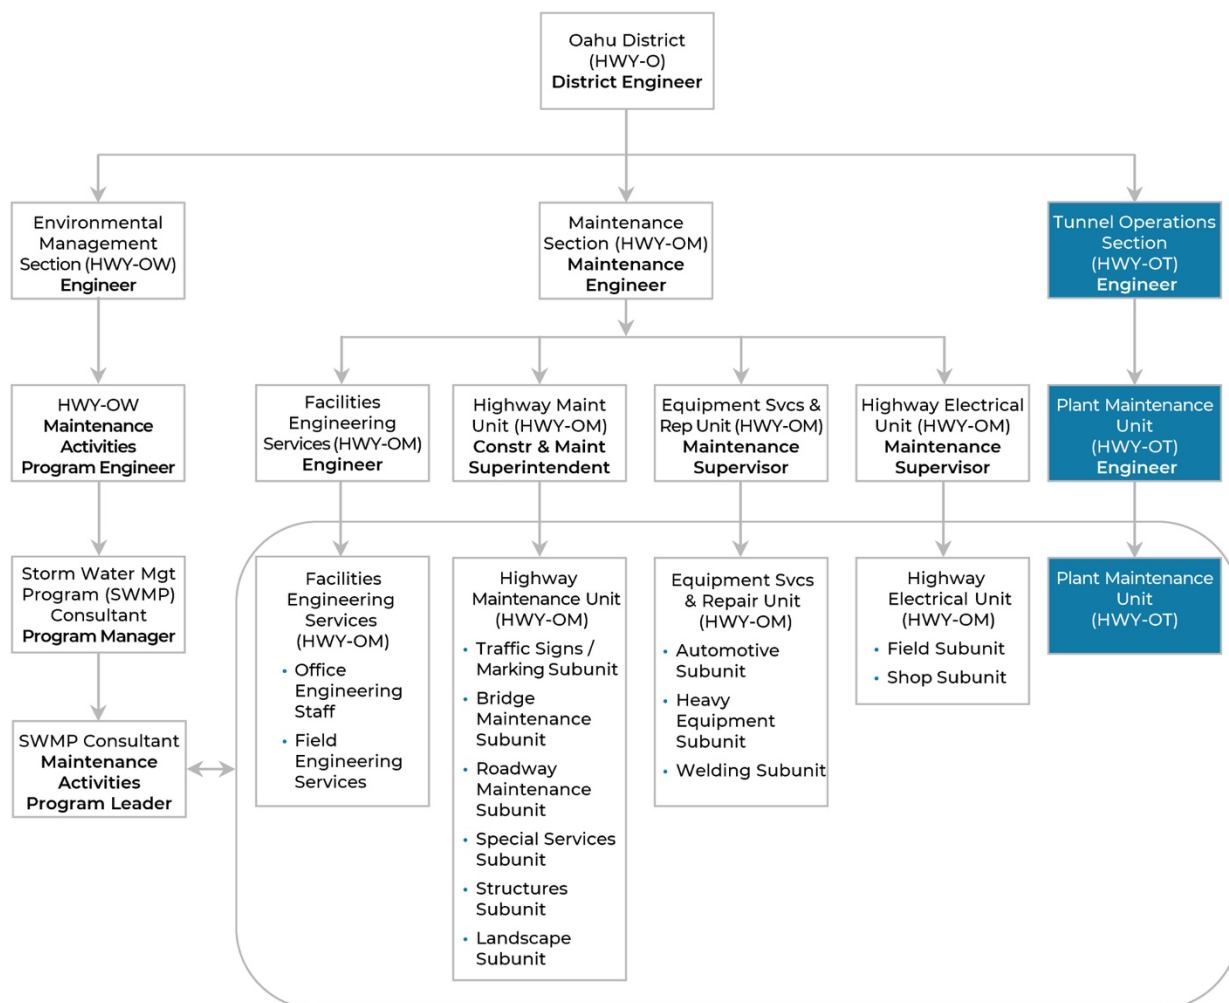 Oahu District
(HWY-O)
District Engineer
Environmental
Management
Section (HWY-OW)
Engineer
Maintenance
Section (HWY-OM)
Maintenance
Engineer
Tunnel Operations
Section
(HWY-OT)
Engineer
HWY-OW
Maintenance
Activities
Program Engineer
Facilities
Engineering
Services (HWY-OM)
Engineer
Highway Maint
Unit (HWY-OM)
Constr & Maint
Superintendent
Equipment Svcs &
Rep Unit (HWY-OM)
Maintenance
Supervisor
Highway Electrical
Unit (HWY-OM)
Maintenance
Supervisor
Plant Maintenance
Unit
(HWY-OT)
Engineer
Storm Water Mgt
Program (SWMP)
Consultant
Program Manager
SWMP Consultant
Maintenance
Activities
Program Leader
Facilities
Engineering
Services
(HWY-OM)
• Office
Engineering
Staff
• Field
Engineering
Services
Highway
Maintenance Unit
(HWY-OM)
• Traffic Signs /
Marking Subunit
• Bridge
Maintenance
Subunit
• Roadway
Maintenance
Subunit
• Special Services
Subunit
• Structures
Subunit
• Landscape
Subunit
Equipment Svcs
& Repair Unit
(HWY-OM)
• Automotive
Subunit
• Heavy
Equipment
Subunit
• Welding Subunit
Highway
Electrical Unit
(HWY-OM)
• Field Subunit
• Shop Subunit
Plant Maintenance
Unit
(HWY-OT)